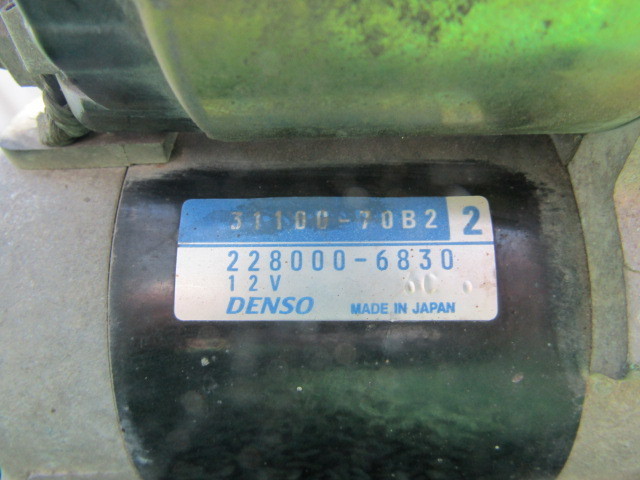 31100-70B2 2
228000-6830
12V
DENSO MADE IN JAPAN